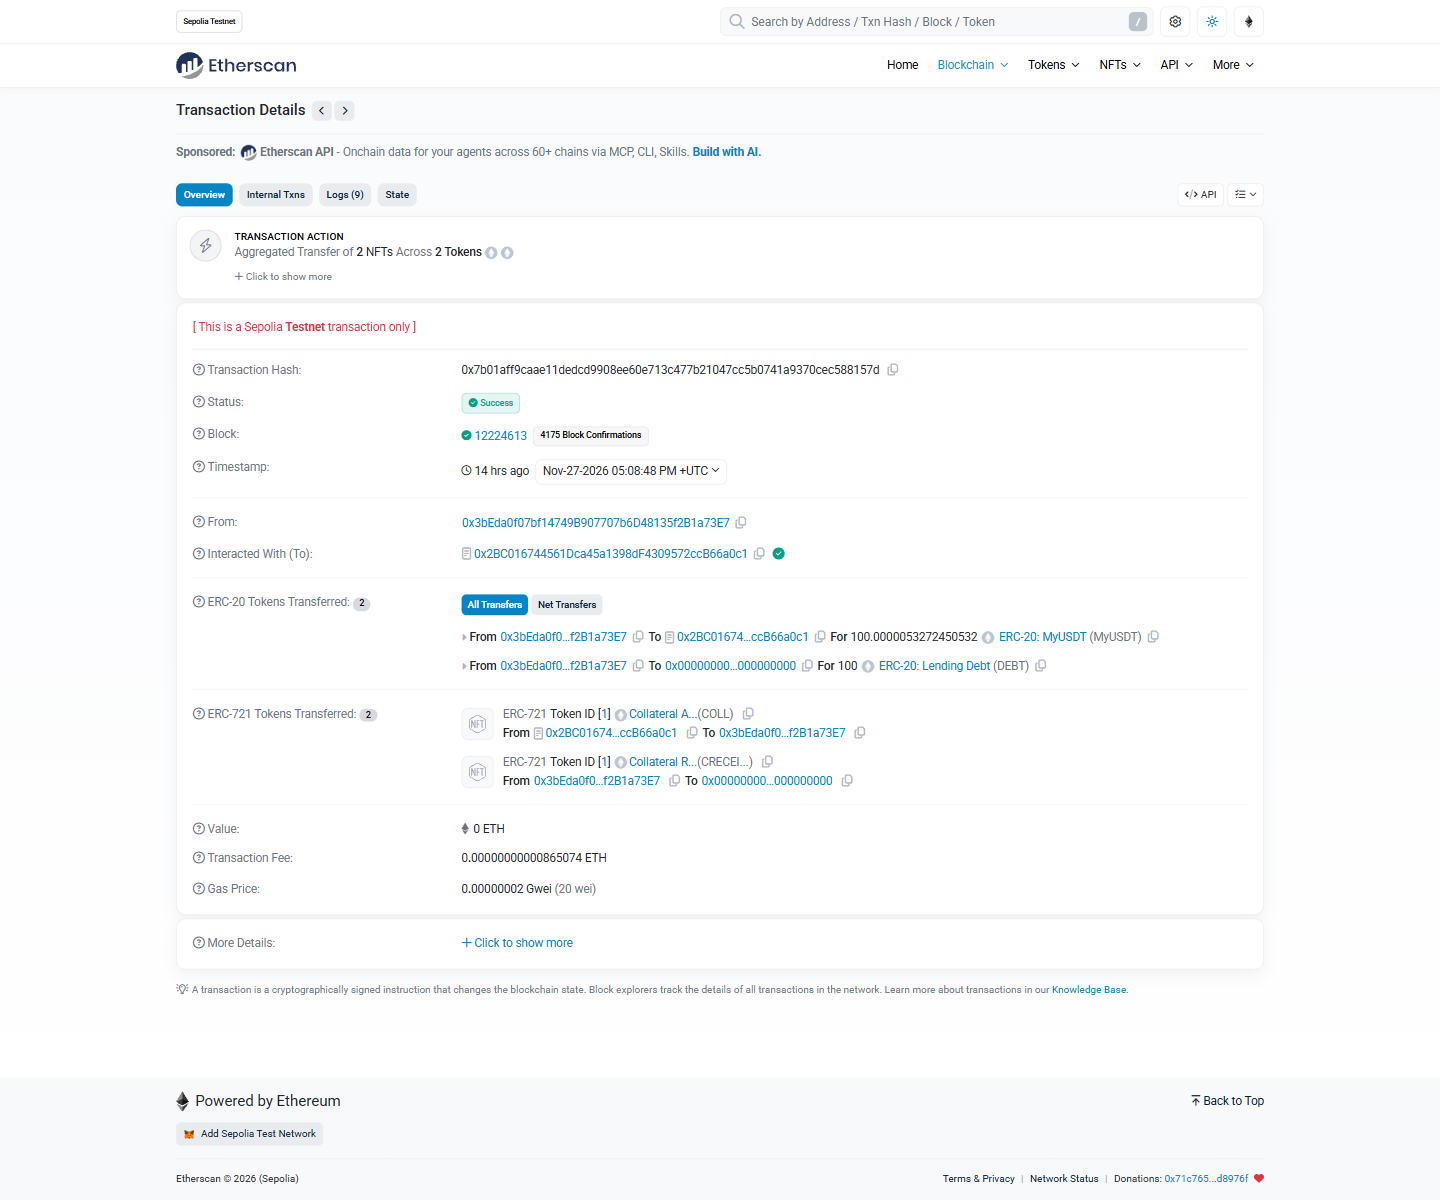 Sepolia Testnet
Search by Address / Txn Hash / Block / Token
/
Etherscan
Home Blockchain Tokens NFTs API More
Transaction Details
Sponsored: Etherscan API - Onchain data for your agents across 60+ chains via MCP, CLI, Skills. Build with AI.
Overview Internal Txns Logs (9) State
</> API
TRANSACTION ACTION
Aggregated Transfer of 2 NFTs Across 2 Tokens
+ Click to show more
[ This is a Sepolia Testnet transaction only ]
Transaction Hash: 0x7b01aff9caae11dedcd9908ee60e713c477b21047cc5b0741a9370cec588157d
Status: Success
Block: 12224613 4175 Block Confirmations
Timestamp: 14 hrs ago Nov-27-2026 05:08:48 PM +UTC
From: 0x3bEda0f07bf14749B907707b6D48135f2B1a73E7
Interacted With (To): 0x2BC016744561Dca45a1398dF4309572ccB66a0c1
ERC-20 Tokens Transferred: 2
All Transfers Net Transfers
From 0x3bEda0f0...f2B1a73E7 To 0x2BC01674...ccB66a0c1 For 100.0000053272450532 ERC-20: MyUSDT (MyUSDT)
From 0x3bEda0f0...f2B1a73E7 To 0x00000000...000000000 For 100 ERC-20: Lending Debt (DEBT)
ERC-721 Tokens Transferred: 2
NFT
ERC-721 Token ID [1] Collateral A...(COLL)
From 0x2BC01674...ccB66a0c1 To 0x3bEda0f0...f2B1a73E7
NFT
ERC-721 Token ID [1] Collateral R...(CRECEI...)
From 0x3bEda0f0...f2B1a73E7 To 0x00000000...000000000
Value: 0 ETH
Transaction Fee: 0.00000000000865074 ETH
Gas Price: 0.00000002 Gwei (20 wei)
More Details: + Click to show more
A transaction is a cryptographically signed instruction that changes the blockchain state. Block explorers track the details of all transactions in the network. Learn more about transactions in our Knowledge Base.
Powered by Ethereum
Back to Top
Add Sepolia Test Network
Etherscan © 2026 (Sepolia)
Terms & Privacy | Network Status | Donations: 0x71c765...d8976f